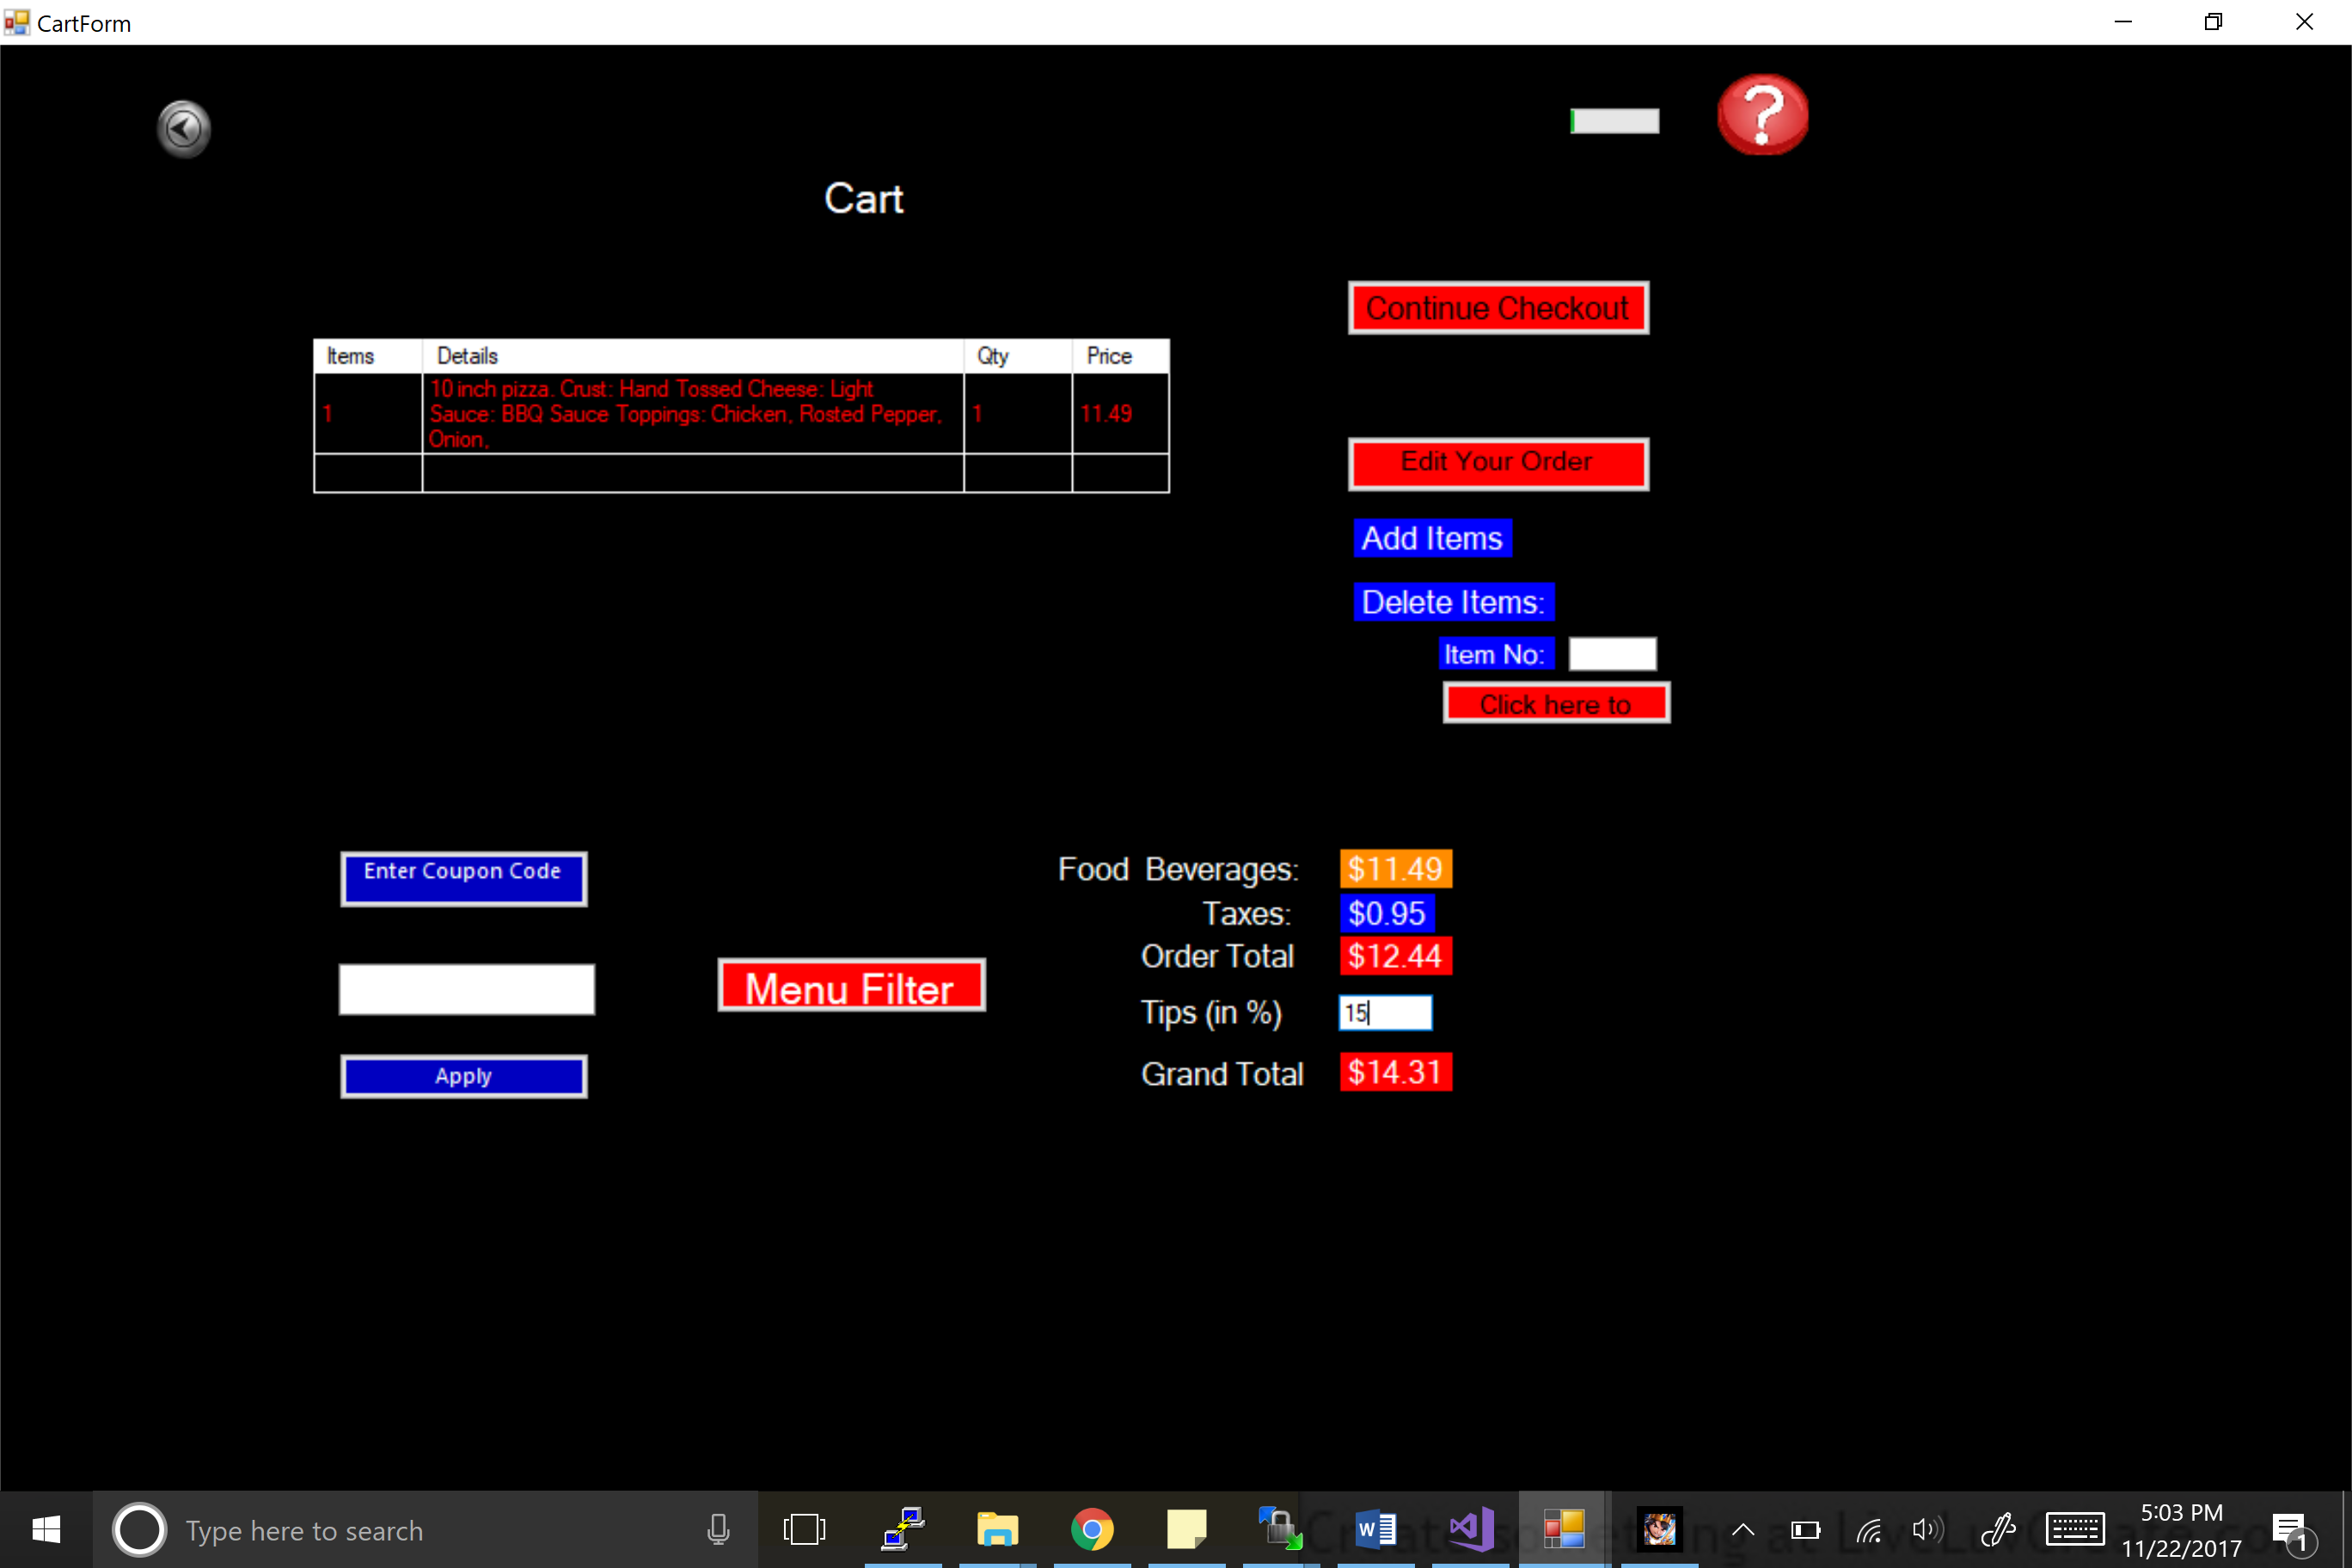 CartForm
Cart
Continue Checkout
Items Details Qty Price
1 10 inch pizza. Crust: Hand Tossed Cheese: Light
Sauce: BBQ Sauce Toppings: Chicken, Rosted Pepper,
Onion,
1 11.49
Edit Your Order
Add Items
Delete Items:
Item No:
Click here to
Enter Coupon Code
Apply
Menu Filter
Food Beverages: $11.49
Taxes: $0.95
Order Total $12.44
Tips (in %) 15
Grand Total $14.31
Type here to search
5:03 PM
11/22/2017
1